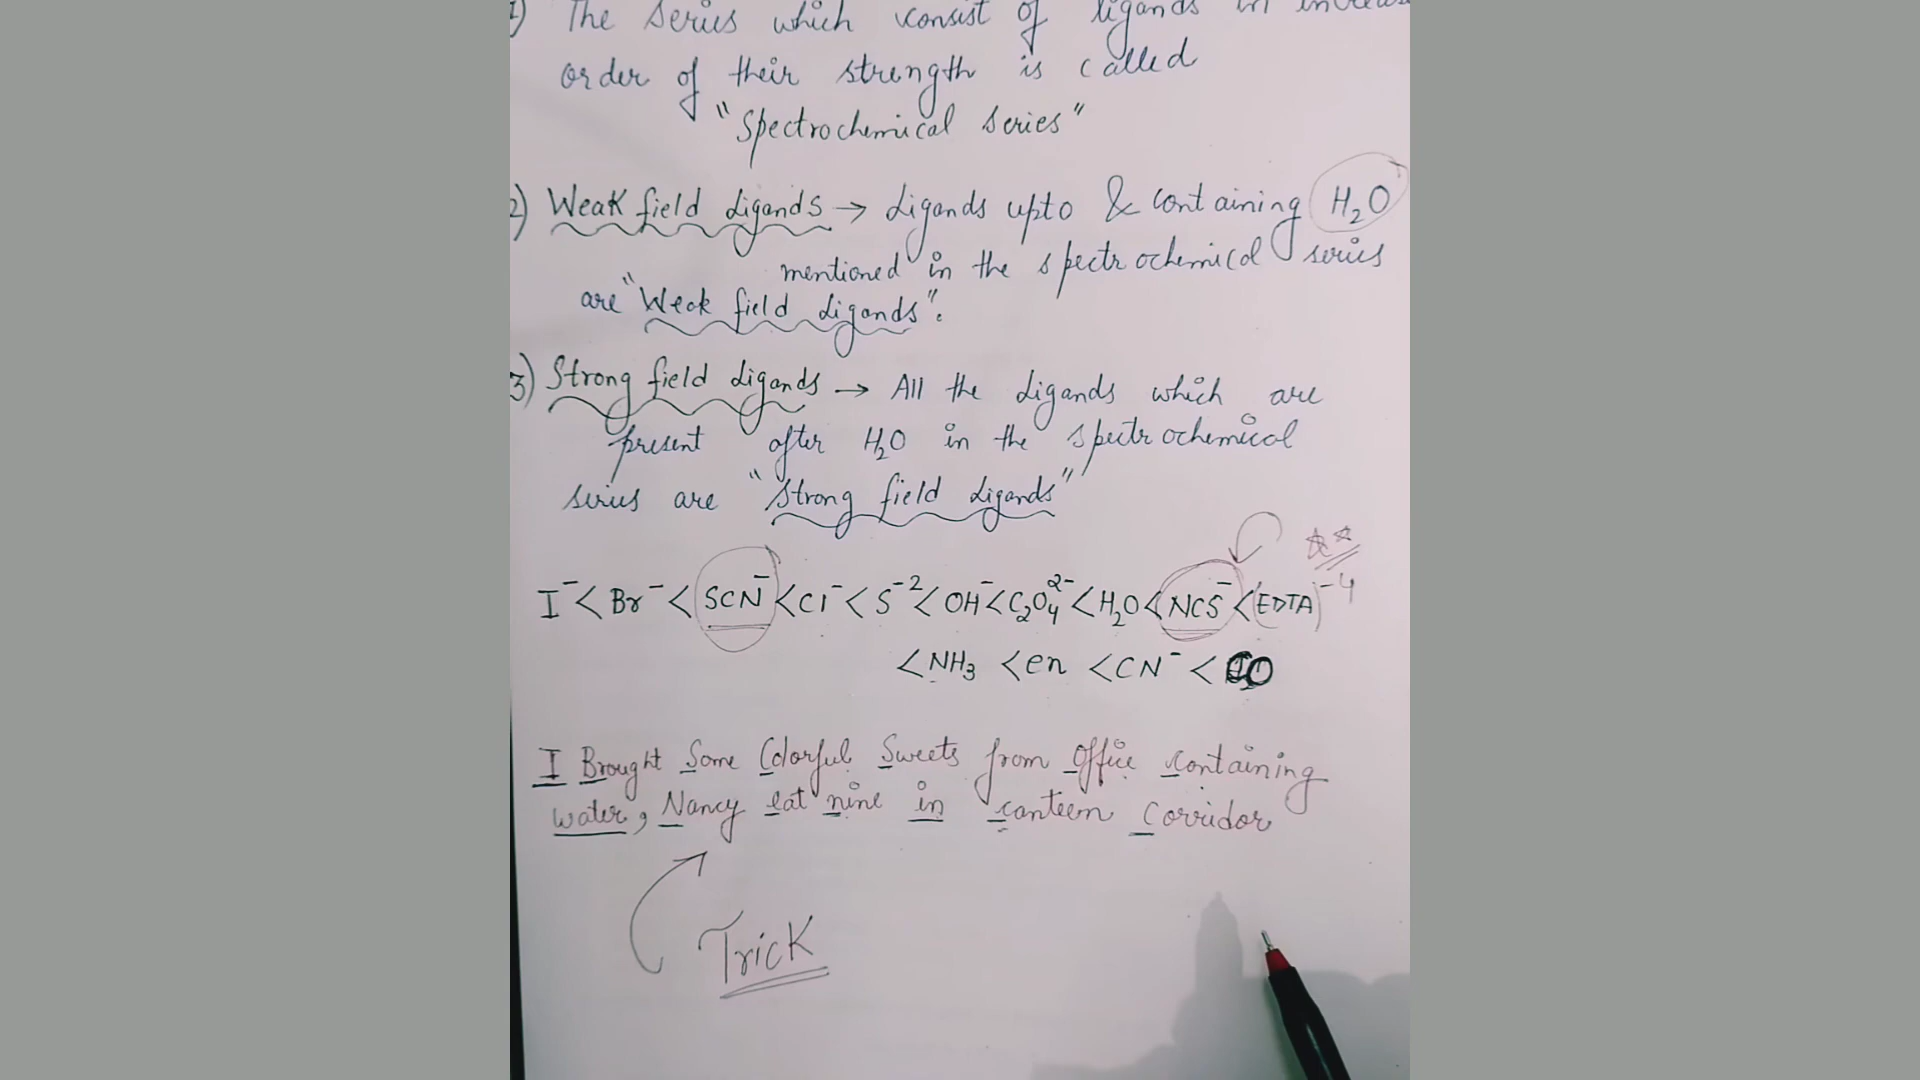 1) The series which consist of ligands in increas
order of their strength is called
"Spectrochemical series"
2) Weak field Ligands → Ligands upto & containing H₂O
mentioned in the spectrochemical series
are "Weak field Ligands".
3) Strong field Ligands → All the Ligands which are
present after H₂O in the spectrochemical
series are "Strong field Ligands"
I⁻ < Br⁻ < SCN⁻ < Cl⁻ < S⁻² < OH⁻ < C₂O₄²⁻ < H₂O < NCS⁻ < (EDTA)⁻⁴
< NH₃ < en < CN⁻ < CO
I Brought Some Colorful Sweets from Office containing
water, Nancy eat nine in canteen Corridor
Trick